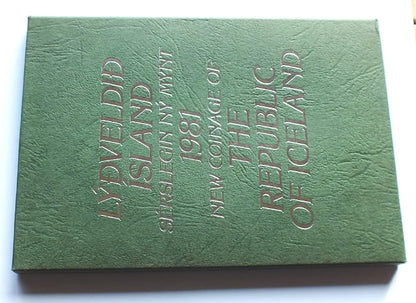 LÝÐVELDIÐ
ÍSLAND
SÉRSLEGIN NÝ MYNT
1981
NEW COINAGE OF
THE
REPUBLIC
OF ICELAND